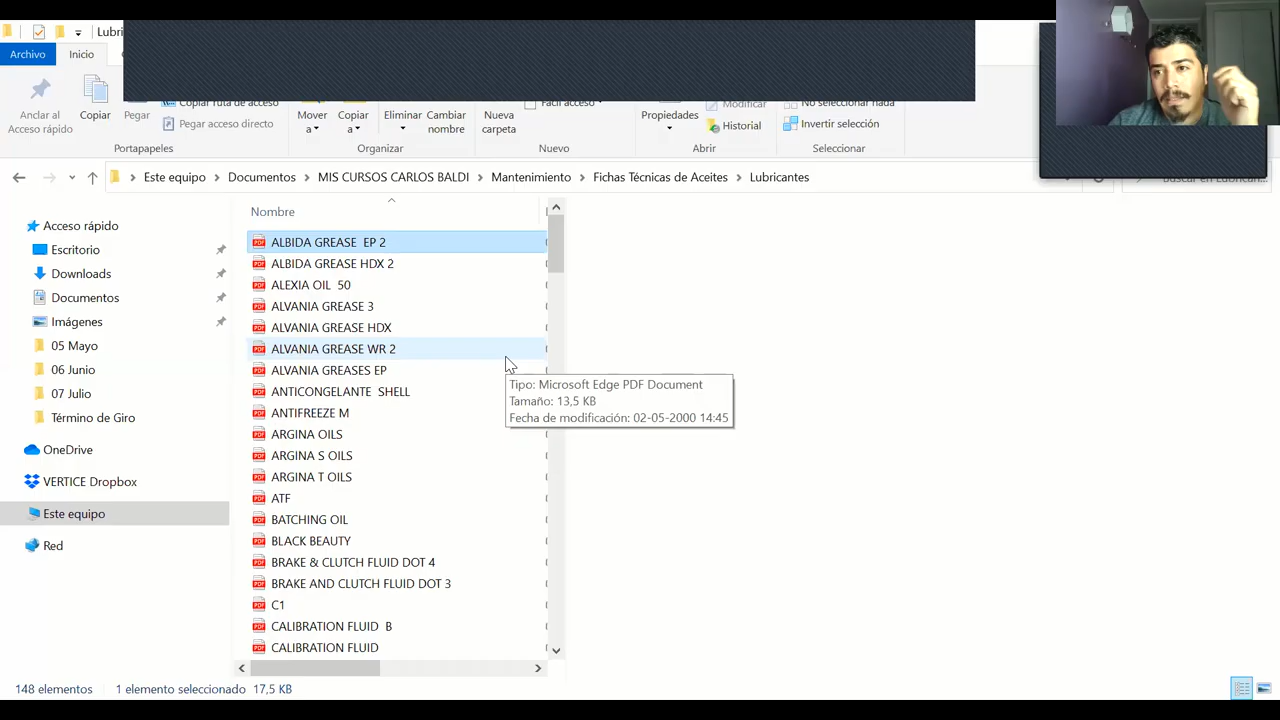 Lubri
Archivo Inicio
Copiar ruta de acceso
Fácil acceso
Modificar
No seleccionar nada
Anclar al
Acceso rápido
Copiar
Pegar
Pegar acceso directo
Mover
a
Copiar
a
Eliminar
Cambiar
nombre
Nueva
carpeta
Propiedades
Historial
Invertir selección
Portapapeles Organizar Nuevo Abrir Seleccionar
Este equipo > Documentos > MIS CURSOS CARLOS BALDI > Mantenimiento > Fichas Técnicas de Aceites > Lubricantes
Buscar en Lubrican...
Acceso rápido
Escritorio
Downloads
Documentos
Imágenes
05 Mayo
06 Junio
07 Julio
Término de Giro
OneDrive
VERTICE Dropbox
Este equipo
Red
Nombre
ALBIDA GREASE  EP 2
ALBIDA GREASE HDX 2
ALEXIA OIL  50
ALVANIA GREASE 3
ALVANIA GREASE HDX
ALVANIA GREASE WR 2
ALVANIA GREASES EP
ANTICONGELANTE  SHELL
ANTIFREEZE M
ARGINA OILS
ARGINA S OILS
ARGINA T OILS
ATF
BATCHING OIL
BLACK BEAUTY
BRAKE & CLUTCH FLUID DOT 4
BRAKE AND CLUTCH FLUID DOT 3
C1
CALIBRATION FLUID  B
CALIBRATION FLUID
Tipo: Microsoft Edge PDF Document
Tamaño: 13,5 KB
Fecha de modificación: 02-05-2000 14:45
148 elementos 1 elemento seleccionado 17,5 KB